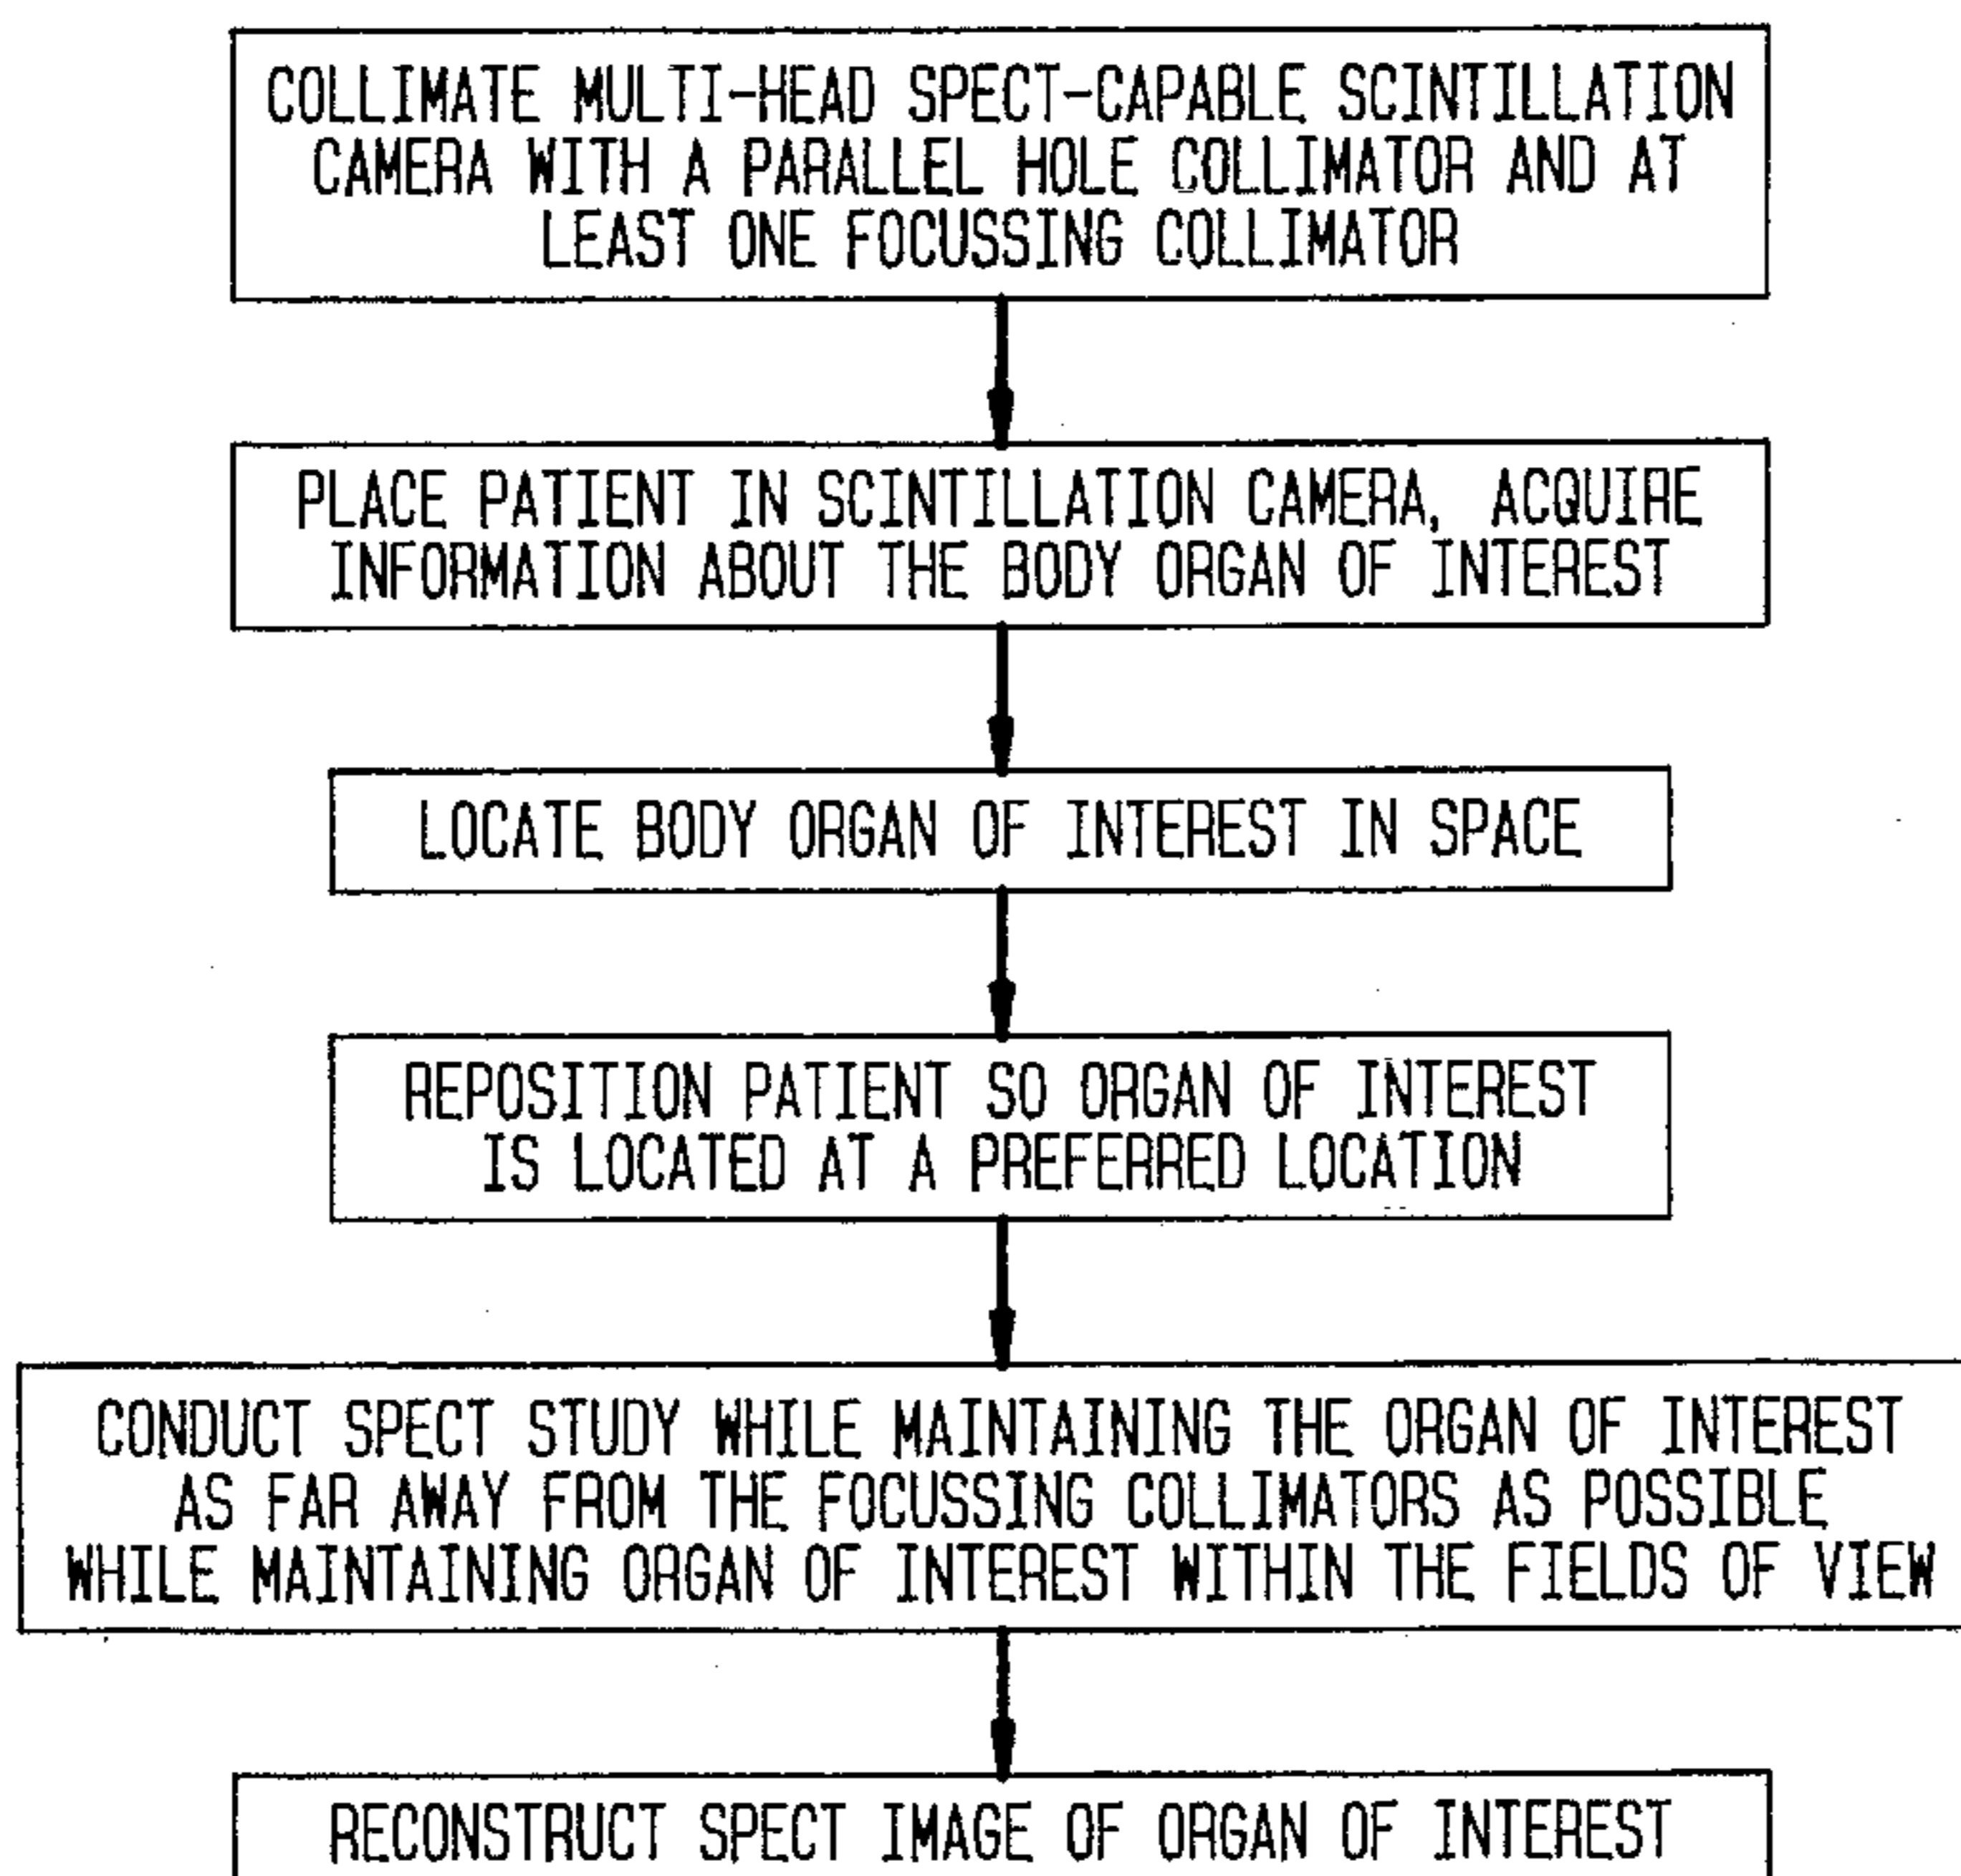 COLLIMATE MULTI-HEAD SPECT-CAPABLE SCINTILLATION
CAMERA WITH A PARALLEL HOLE COLLIMATOR AND AT
LEAST ONE FOCUSSING COLLIMATOR
PLACE PATIENT IN SCINTILLATION CAMERA, ACQUIRE
INFORMATION ABOUT THE BODY ORGAN OF INTEREST
LOCATE BODY ORGAN OF INTEREST IN SPACE
REPOSITION PATIENT SO ORGAN OF INTEREST
IS LOCATED AT A PREFERRED LOCATION
CONDUCT SPECT STUDY WHILE MAINTAINING THE ORGAN OF INTEREST
AS FAR AWAY FROM THE FOCUSSING COLLIMATORS AS POSSIBLE
WHILE MAINTAINING ORGAN OF INTEREST WITHIN THE FIELDS OF VIEW
RECONSTRUCT SPECT IMAGE OF ORGAN OF INTEREST